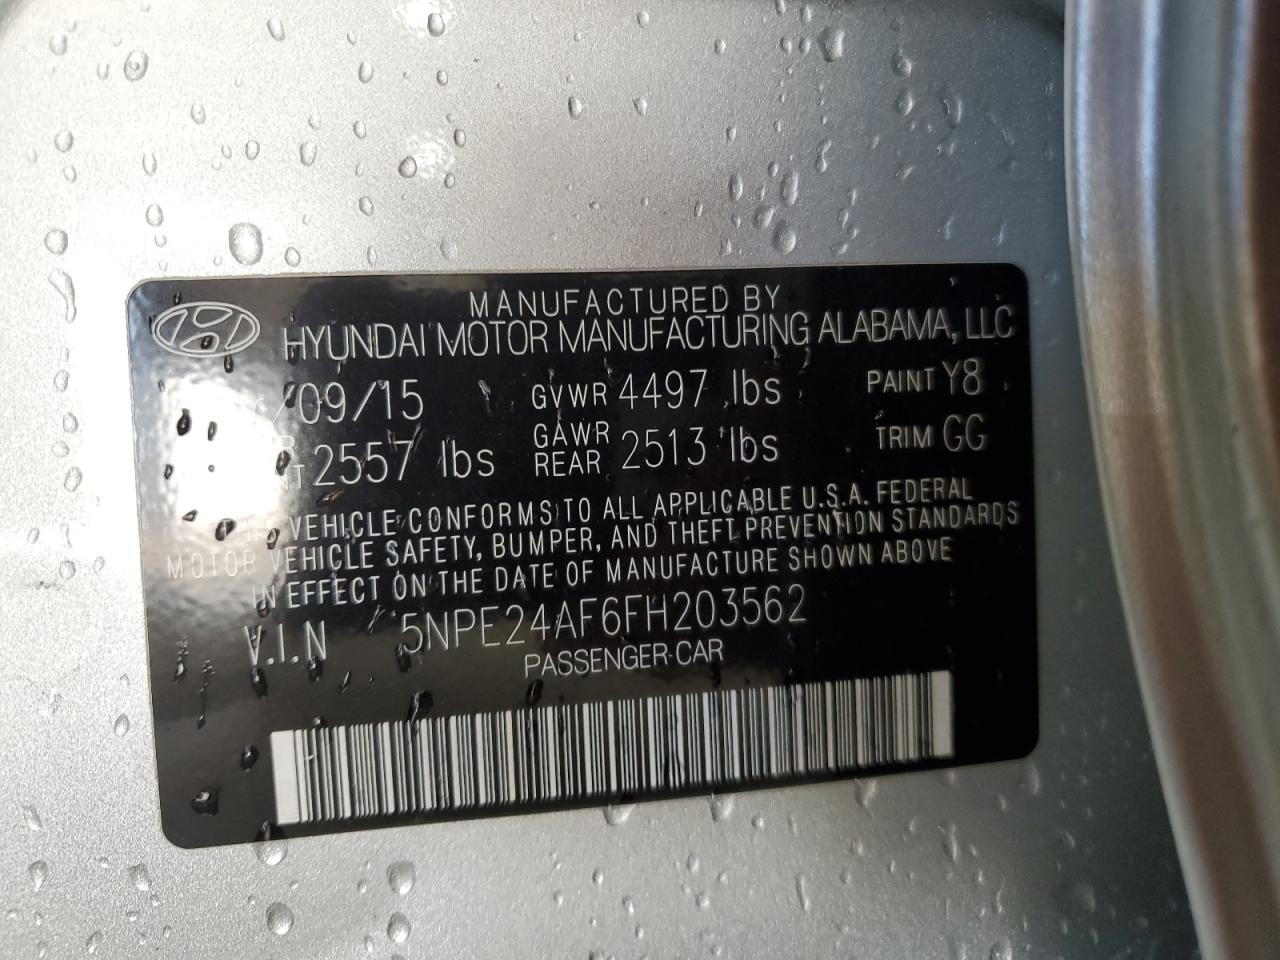 MANUFACTURED BY
HYUNDAI MOTOR MANUFACTURING ALABAMA, LLC
/09/15 GVWR 4497 lbs PAINT Y8
2557 lbs GAWR REAR 2513 lbs TRIM GG
VEHICLE CONFORMS TO ALL APPLICABLE U.S.A. FEDERAL
MOTOR VEHICLE SAFETY, BUMPER, AND THEFT PREVENTION STANDARDS
IN EFFECT ON THE DATE OF MANUFACTURE SHOWN ABOVE
V.I.N 5NPE24AF6FH203562
PASSENGER CAR